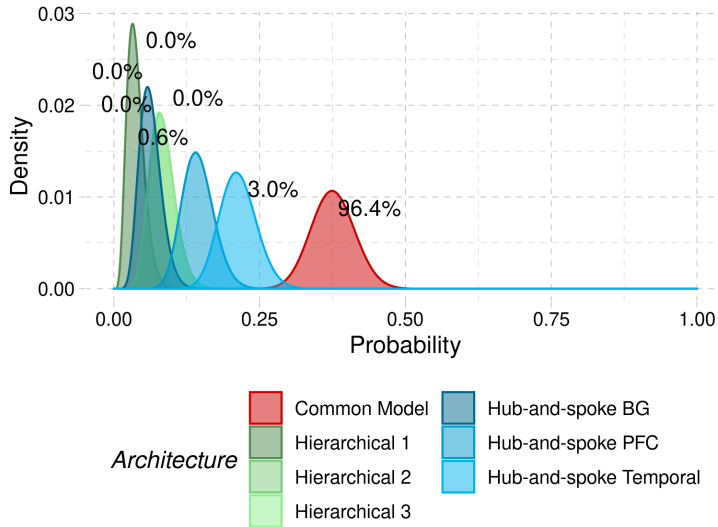 0.03
0.0%
0.0%
0.02
0.0%
0.0%
0.6%
Density
0.01
3.0%
96.4%
0.00
0.00 0.25 0.50 0.75 1.00
Probability
Architecture
Common Model
Hierarchical 1
Hierarchical 2
Hierarchical 3
Hub-and-spoke BG
Hub-and-spoke PFC
Hub-and-spoke Temporal